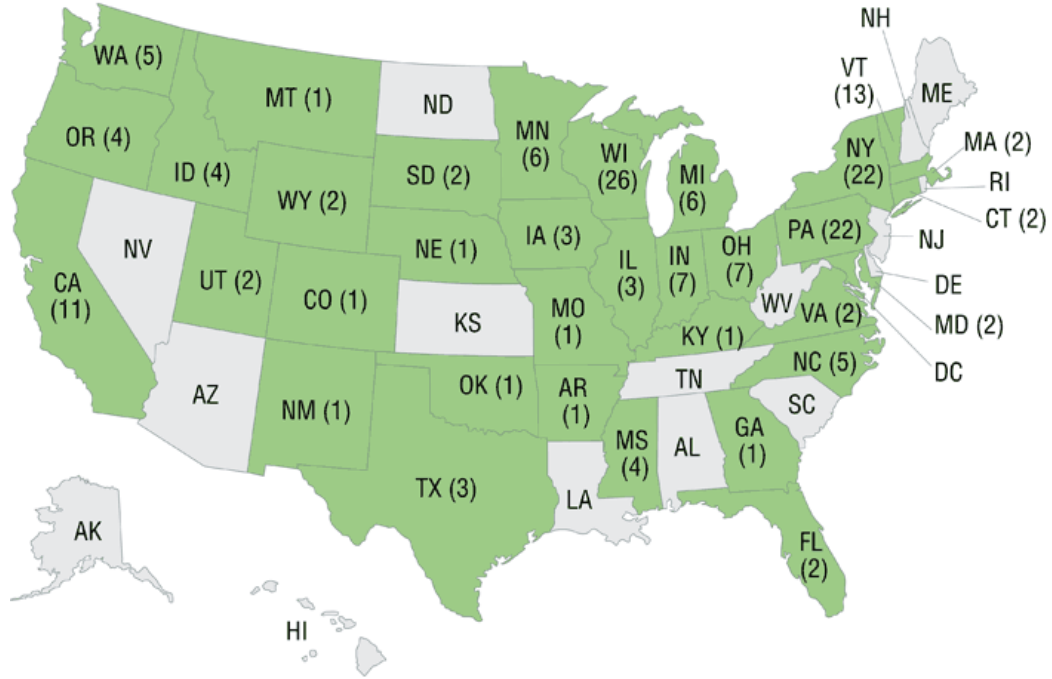 NH
WA (5)
VT
(13)
MT (1)
ND
ME
MN
(6)
OR (4)
WI
(26)
NY
(22)
MA (2)
ID (4)
SD (2)
MI
(6)
RI
WY (2)
CT (2)
NV
NE (1)
IA (3)
PA (22)
NJ
UT (2)
IL
(3)
IN
(7)
OH
(7)
CA
(11)
CO (1)
DE
MO
(1)
WV
VA (2)
KS
MD (2)
KY (1)
NC (5)
DC
TN
AZ
OK (1)
AR
(1)
SC
NM (1)
MS
(4)
AL
GA
(1)
TX (3)
LA
AK
FL
(2)
HI